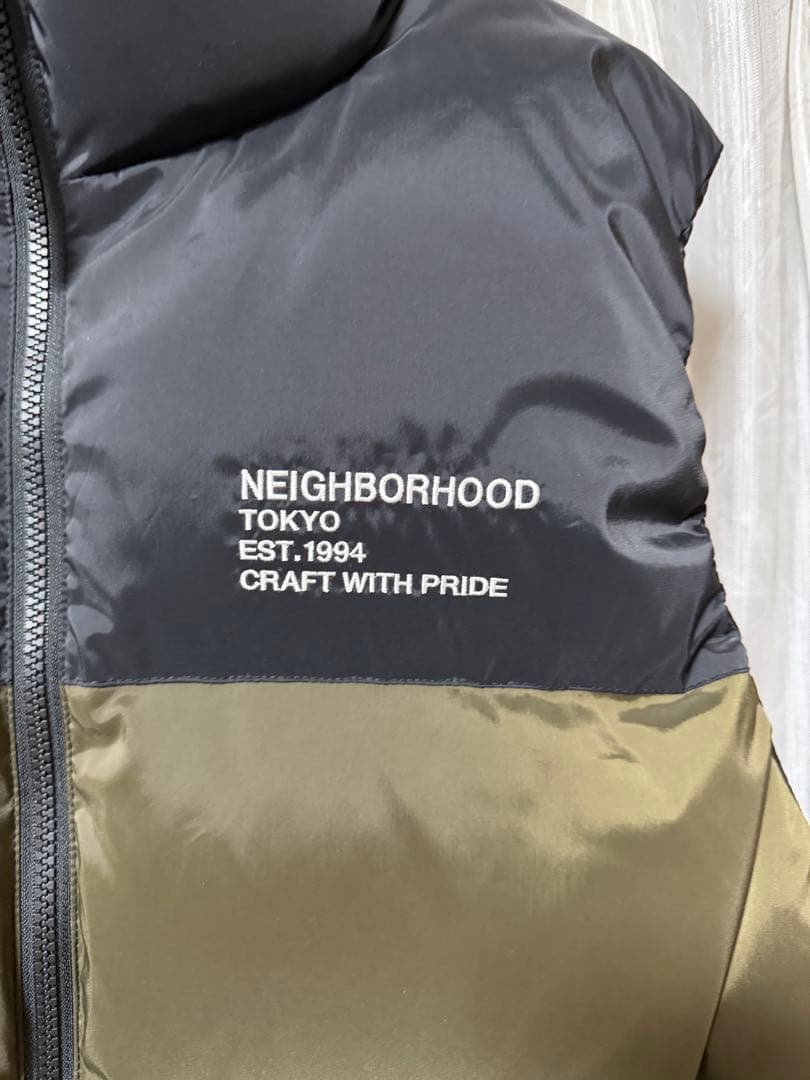 NEIGHBORHOOD
TOKYO
EST.1994
CRAFT WITH PRIDE